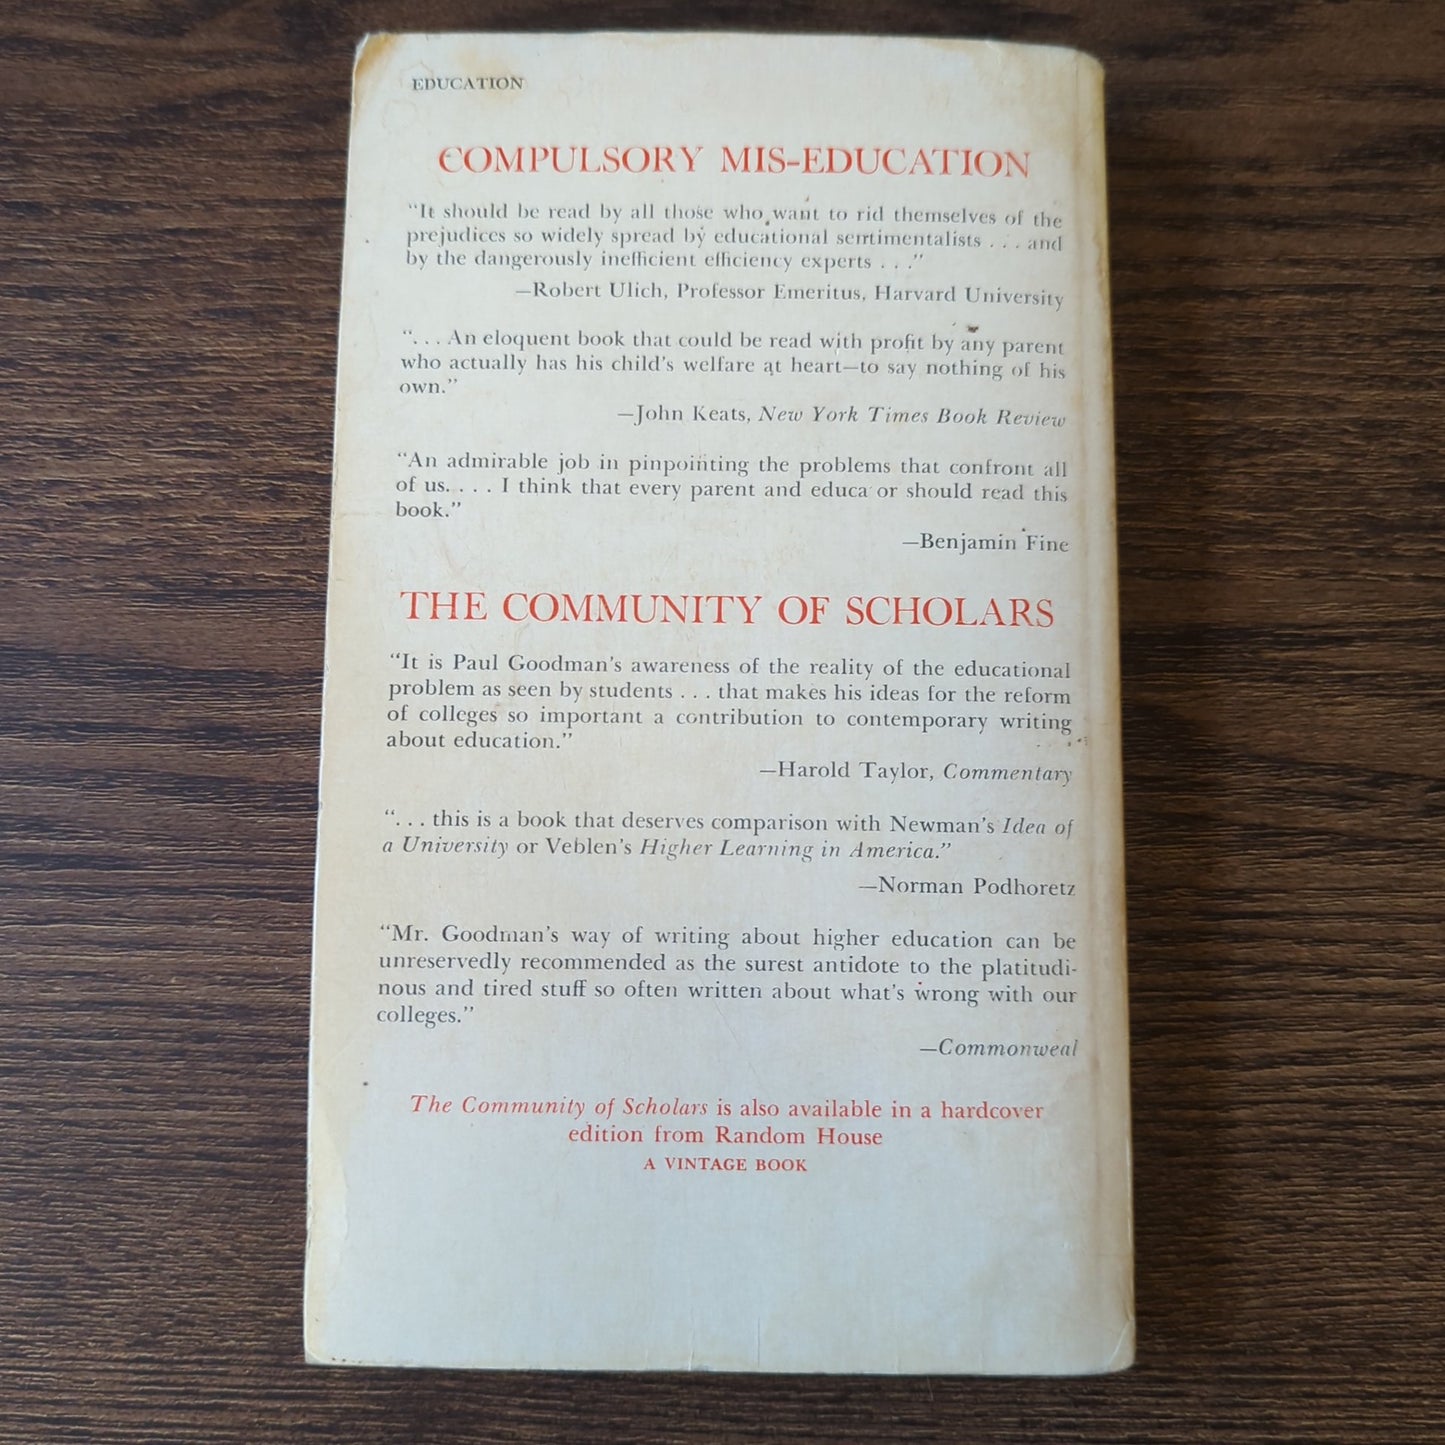 EDUCATION
COMPULSORY MIS-EDUCATION
"It should be read by all those who want to rid themselves of the
prejudices so widely spread by educational sentimentalists . . . and
by the dangerously inefficient efficiency experts . . ."
—Robert Ulich, Professor Emeritus, Harvard University
". . . An eloquent book that could be read with profit by any parent
who actually has his child's welfare at heart—to say nothing of his
own."
—John Keats, New York Times Book Review
"An admirable job in pinpointing the problems that confront all
of us. . . . I think that every parent and educa or should read this
book."
—Benjamin Fine
THE COMMUNITY OF SCHOLARS
"It is Paul Goodman's awareness of the reality of the educational
problem as seen by students . . . that makes his ideas for the reform
of colleges so important a contribution to contemporary writing
about education."
—Harold Taylor, Commentary
". . . this is a book that deserves comparison with Newman's Idea of
a University or Veblen's Higher Learning in America."
—Norman Podhoretz
"Mr. Goodman's way of writing about higher education can be
unreservedly recommended as the surest antidote to the platitudi-
nous and tired stuff so often written about what's wrong with our
colleges."
—Commonweal
The Community of Scholars is also available in a hardcover
edition from Random House
A VINTAGE BOOK